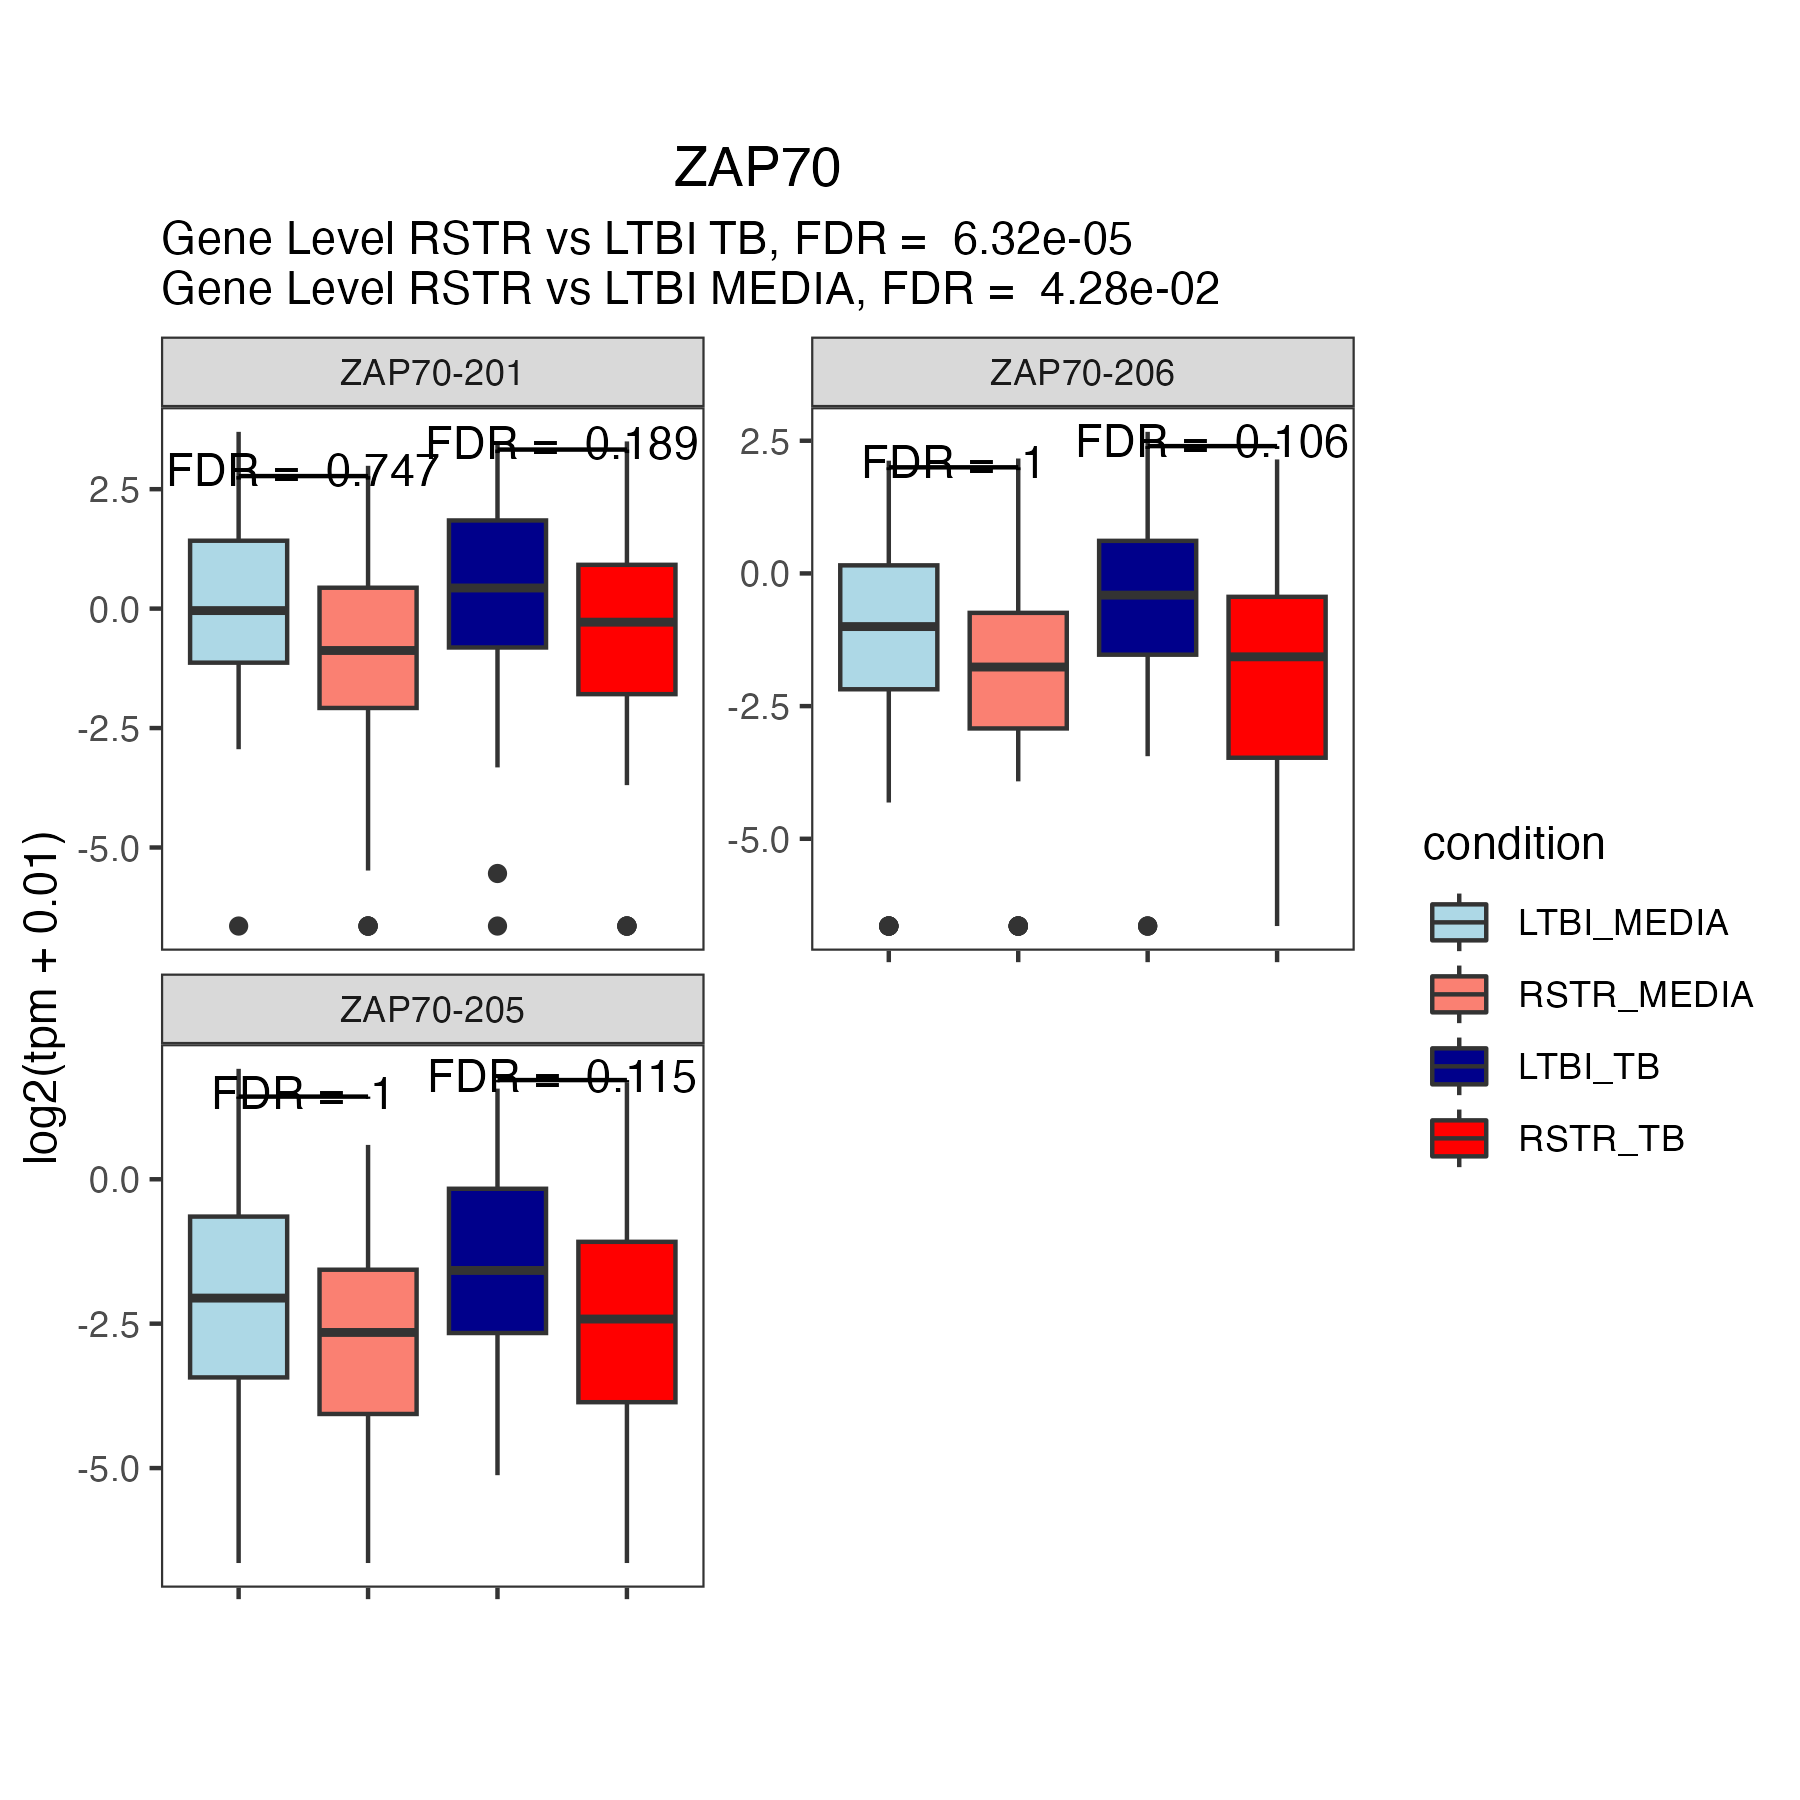 ZAP70
Gene Level RSTR vs LTBI TB, FDR =  6.32e-05
Gene Level RSTR vs LTBI MEDIA, FDR =  4.28e-02
ZAP70-201
FDR =  0.747
FDR =  0.189
2.5
0.0
-2.5
-5.0
ZAP70-206
FDR =  1
FDR =  0.106
2.5
0.0
-2.5
-5.0
ZAP70-205
FDR =  1
FDR =  0.115
0.0
-2.5
-5.0
log2(tpm + 0.01)
condition
LTBI_MEDIA
RSTR_MEDIA
LTBI_TB
RSTR_TB